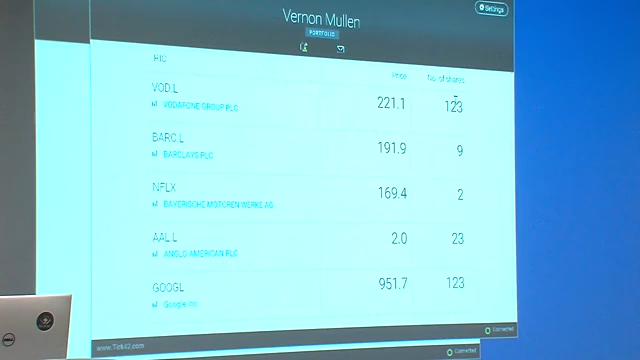 Vernon Mullen
Settings
PORTFOLIO
RIC
Price
No. of shares
VOD.L
221.1
123
VODAFONE GROUP PLC
BARC.L
191.9
9
BARCLAYS PLC
NFLX
169.4
2
BAYERISCHE MOTOREN WERKE AG
AAL.L
2.0
23
ANGLO AMERICAN PLC
GOOGL
951.7
123
Google Inc
www.Tick42.com
Connected
Connected
DELL